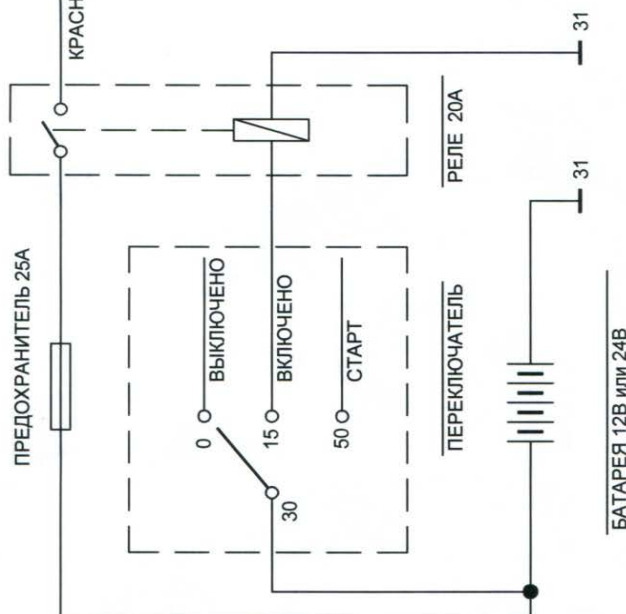 КРАСН
31
РЕЛЕ 20А
31
ПРЕДОХРАНИТЕЛЬ 25А
ВЫКЛЮЧЕНО
0
ВКЛЮЧЕНО
15
СТАРТ
50
30
ПЕРЕКЛЮЧАТЕЛЬ
БАТАРЕЯ 12В или 24В